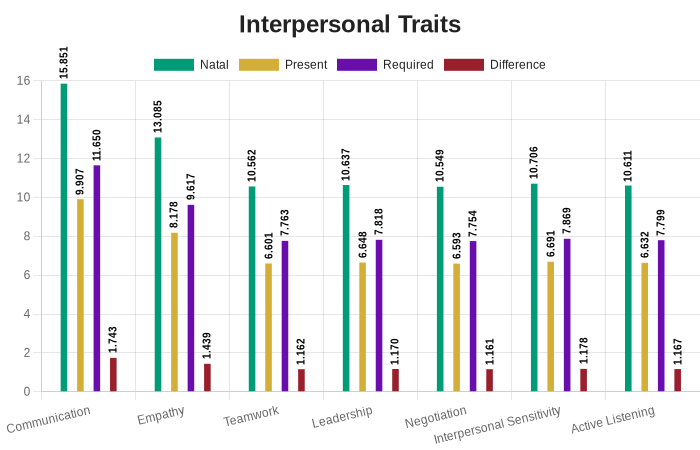 Interpersonal Traits
Natal Present Required Difference
15.851 9.907 11.650 1.743
13.085 8.178 9.617 1.439
10.562 6.601 7.763 1.162
10.637 6.648 7.818 1.170
10.549 6.593 7.754 1.161
10.706 6.691 7.869 1.178
10.611 6.632 7.799 1.167
16
14
12
10
8
6
4
2
0
Communication
Empathy
Teamwork
Leadership
Negotiation
Interpersonal Sensitivity
Active Listening